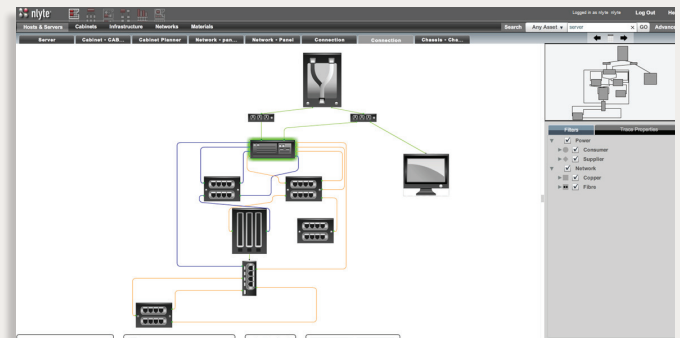 nlyte
Logged in as nlyte nlyte Log Out
Hosts & Servers Cabinets Infrastructure Networks Materials
Search Any Asset server × GO Advanc
Server Cabinet - CAB... Cabinet Planner Network - pan... Network - Panel Connection Connection Chassis - Cha...
Filters Trace Properties
Power
Consumer
Supplier
Network
Copper
Fibre